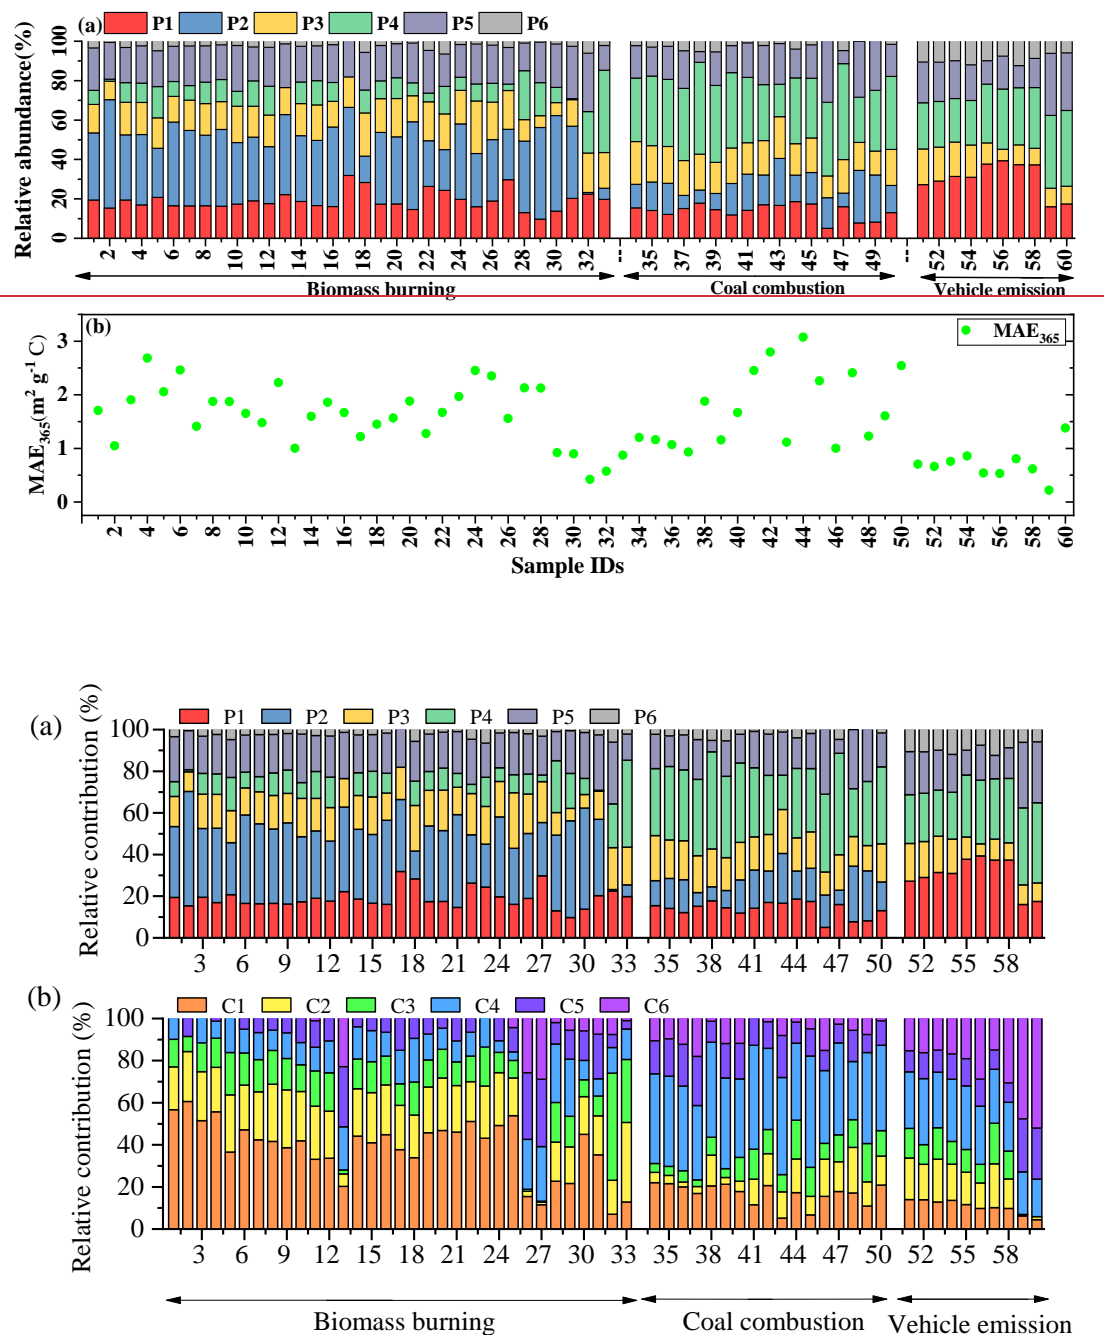 (a) P1 P2 P3 P4 P5 P6
Relative abundance(%)
100
80
60
40
20
0
2 4 6 8 10 12 14 16 18 20 22 24 26 28 30 32 -- 35 37 39 41 43 45 47 49 -- 52 54 56 58 60
Biomass burning Coal combustion Vehicle emission
(b) MAE365
MAE365(m2 g-1 C)
3
2
1
0
2 4 6 8 10 12 14 16 18 20 22 24 26 28 30 32 34 36 38 40 42 44 46 48 50 52 54 56 58 60
Sample IDs
(a) P1 P2 P3 P4 P5 P6
Relative contribution (%)
100
80
60
40
20
0
3 6 9 12 15 18 21 24 27 30 33 35 38 41 44 47 50 52 55 58
(b) C1 C2 C3 C4 C5 C6
Relative contribution (%)
100
80
60
40
20
0
3 6 9 12 15 18 21 24 27 30 33 35 38 41 44 47 50 52 55 58
Biomass burning Coal combustion Vehicle emission